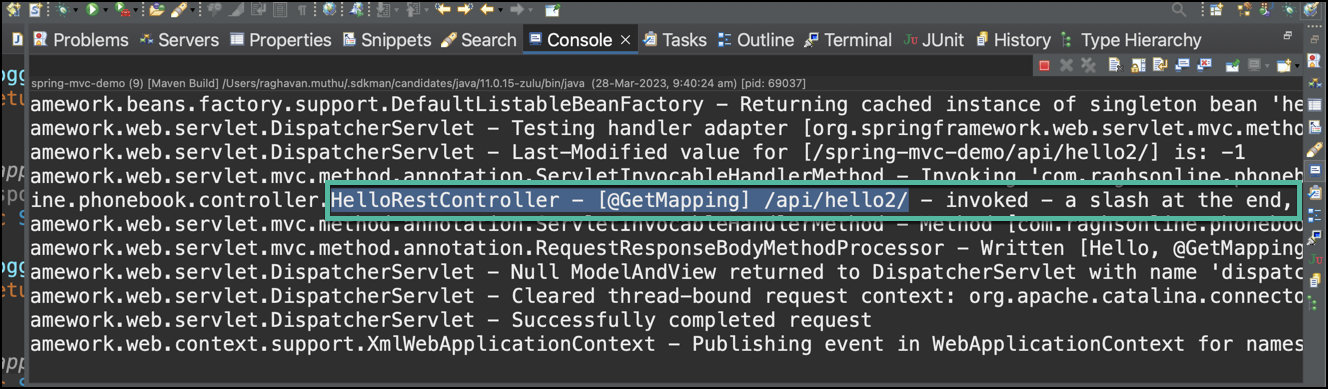 Problems Servers Properties Snippets Search Console Tasks Outline Terminal JUnit History Type Hierarchy
spring-mvc-demo (9) [Maven Build] /Users/raghavan.muthu/.sdkman/candidates/java/11.0.15-zulu/bin/java (28-Mar-2023, 9:40:24 am) [pid: 69037]
amework.beans.factory.support.DefaultListableBeanFactory – Returning cached instance of singleton bean 'he
amework.web.servlet.DispatcherServlet – Testing handler adapter [org.springframework.web.servlet.mvc.metho
amework.web.servlet.DispatcherServlet – Last-Modified value for [/spring-mvc-demo/api/hello2/] is: -1
amework.web.servlet.mvc.method.annotation.ServletInvocableHandlerMethod – Invoking 'com.raghsonline.phoneb
ine.phonebook.controller.HelloRestController – [@GetMapping] /api/hello2/ – invoked – a slash at the end,
amework.web.servlet.mvc.method.annotation.ServletInvocableHandlerMethod – Method [com.raghsonline.phoneboo
amework.web.servlet.mvc.method.annotation.RequestResponseBodyMethodProcessor – Written [Hello, @GetMapping
amework.web.servlet.DispatcherServlet – Null ModelAndView returned to DispatcherServlet with name 'dispatc
amework.web.servlet.DispatcherServlet – Cleared thread-bound request context: org.apache.catalina.connecto
amework.web.servlet.DispatcherServlet – Successfully completed request
amework.web.context.support.XmlWebApplicationContext – Publishing event in WebApplicationContext for names